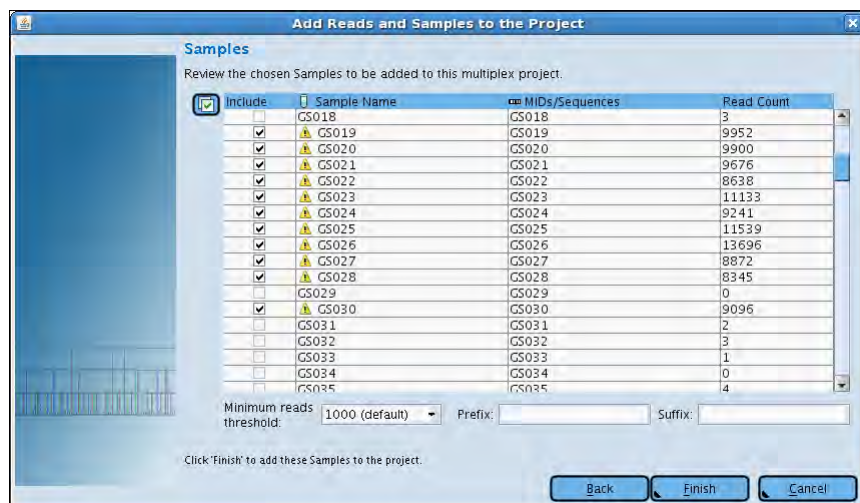 Add Reads and Samples to the Project
Samples
Review the chosen Samples to be added to this multiplex project.
Include Sample Name MIDs/Sequences Read Count
GS018 GS018 3
GS019 GS019 9952
GS020 GS020 9900
GS021 GS021 9676
GS022 GS022 8638
GS023 GS023 11133
GS024 GS024 9241
GS025 GS025 11539
GS026 GS026 13696
GS027 GS027 8872
GS028 GS028 8345
GS029 GS029 0
GS030 GS030 9096
GS031 GS031 2
GS032 GS032 3
GS033 GS033 1
GS034 GS034 0
GS035 GS035 4
Minimum reads threshold: 1000 (default) Prefix: Suffix:
Click 'Finish' to add these Samples to the project.
Back Finish Cancel